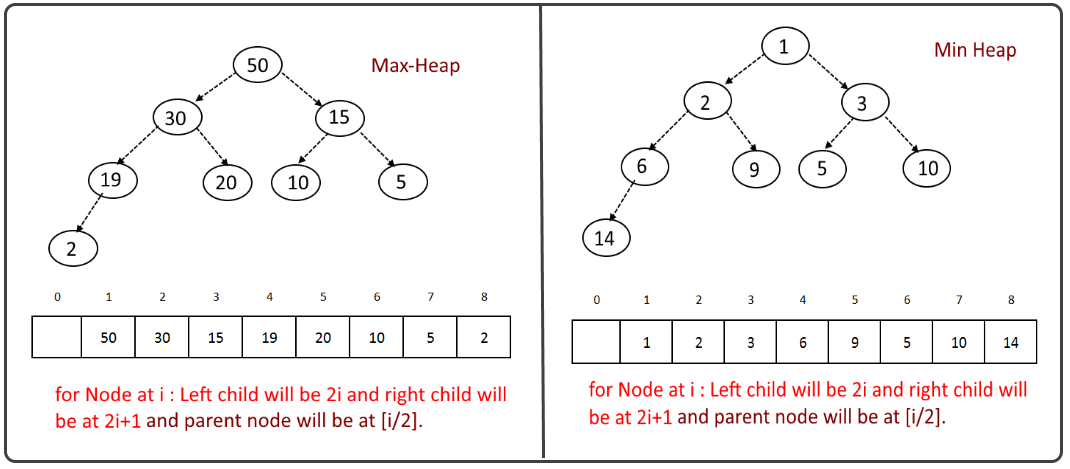 50
Max-Heap
30
15
19
20
10
5
2
0 1 2 3 4 5 6 7 8
50 30 15 19 20 10 5 2
for Node at i : Left child will be 2i and right child will
be at 2i+1 and parent node will be at [i/2].
1
Min Heap
2
3
6
9
5
10
14
0 1 2 3 4 5 6 7 8
1 2 3 6 9 5 10 14
for Node at i : Left child will be 2i and right child will
be at 2i+1 and parent node will be at [i/2].